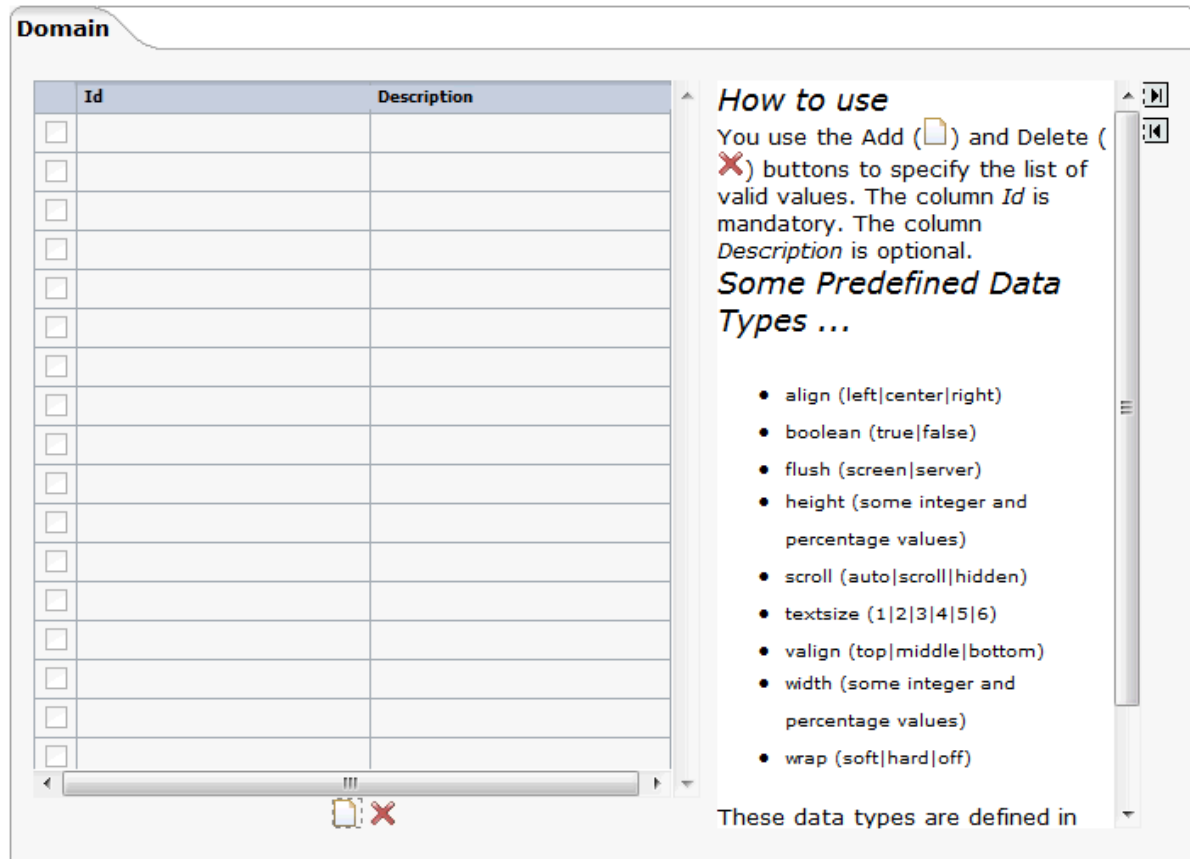 Domain
Id Description
How to use
You use the Add ( ) and Delete (
) buttons to specify the list of
valid values. The column Id is
mandatory. The column
Description is optional.
Some Predefined Data
Types ...
• align (left|center|right)
• boolean (true|false)
• flush (screen|server)
• height (some integer and
percentage values)
• scroll (auto|scroll|hidden)
• textsize (1|2|3|4|5|6)
• valign (top|middle|bottom)
• width (some integer and
percentage values)
• wrap (soft|hard|off)
These data types are defined in